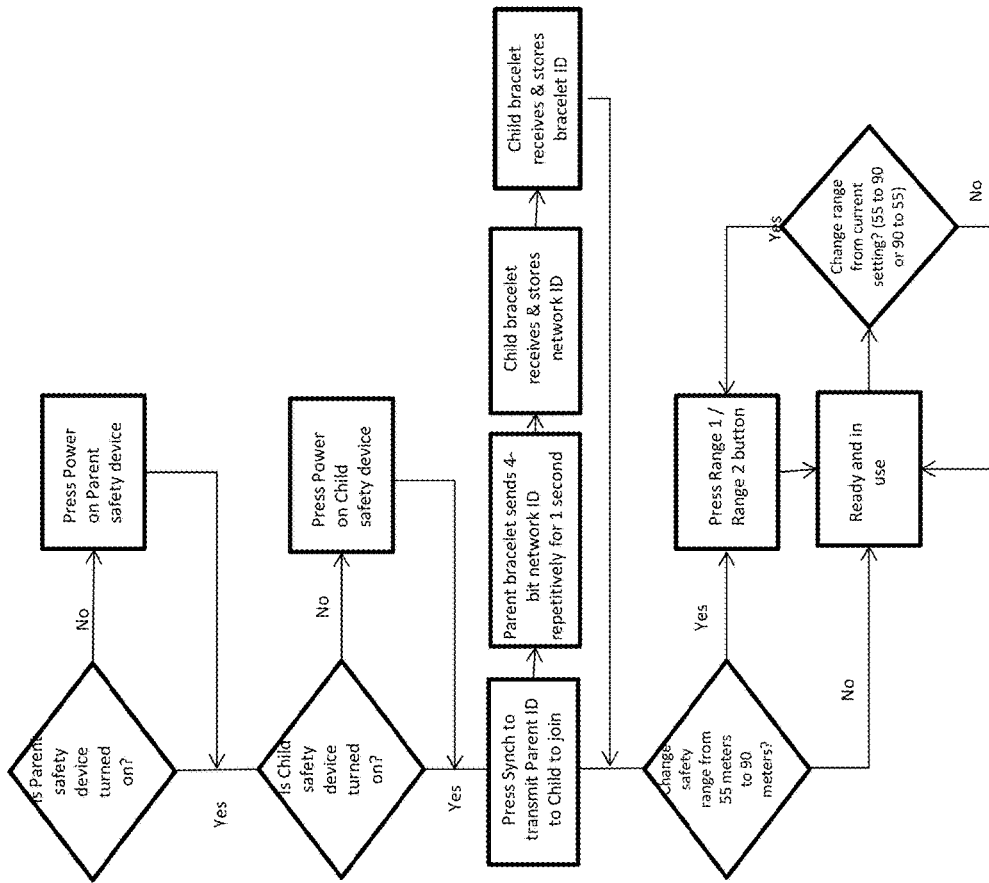 Is Parent
safety
device
turned
on?
No
Press Power
on Parent
safety device
Yes
Is Child
safety
device
turned
on?
No
Press Power
on Child
safety device
Yes
Press Synch to
transmit Parent ID
to Child to join
Parent bracelet sends 4-
bit network ID
repetitively for 1 second
Child bracelet
receives & stores
network ID
Child bracelet
receives & stores
bracelet ID
Change
safety
range from
55 meters
to 90
meters?
Yes
Press Range 1 /
Range 2 button
No
Ready and in
use
Yes
Change range
from current
setting? (55 to 90
or 90 to 55)
No